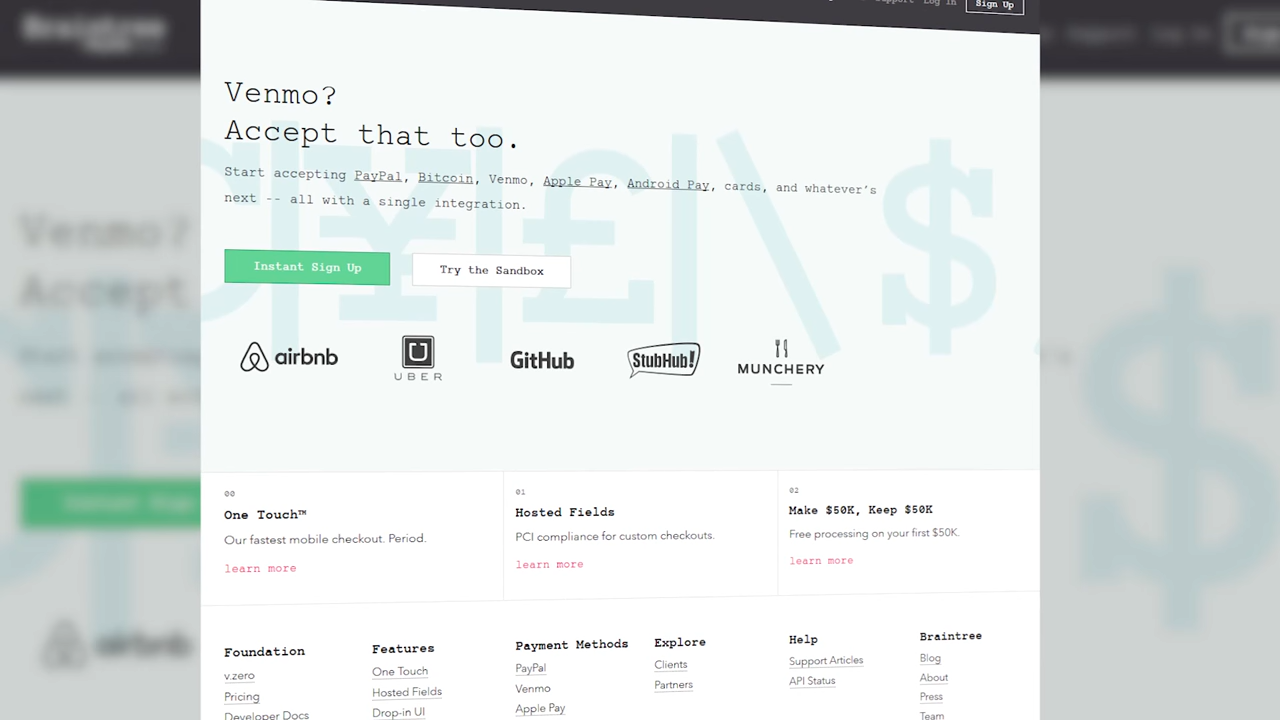 Braintree
Support Log In Sign Up
Venmo?
Accept that too.
Start accepting PayPal, Bitcoin, Venmo, Apple Pay, Android Pay, cards, and whatever's
next -- all with a single integration.
Instant Sign Up Try the Sandbox
airbnb UBER GitHub StubHub! MUNCHERY
00
One Touch™
Our fastest mobile checkout. Period.
learn more
01
Hosted Fields
PCI compliance for custom checkouts.
learn more
02
Make $50K, Keep $50K
Free processing on your first $50K.
learn more
Foundation
v.zero
Pricing
Developer Docs
Features
One Touch
Hosted Fields
Drop-in UI
Payment Methods
PayPal
Venmo
Apple Pay
Explore
Clients
Partners
Help
Support Articles
API Status
Braintree
Blog
About
Press
Team